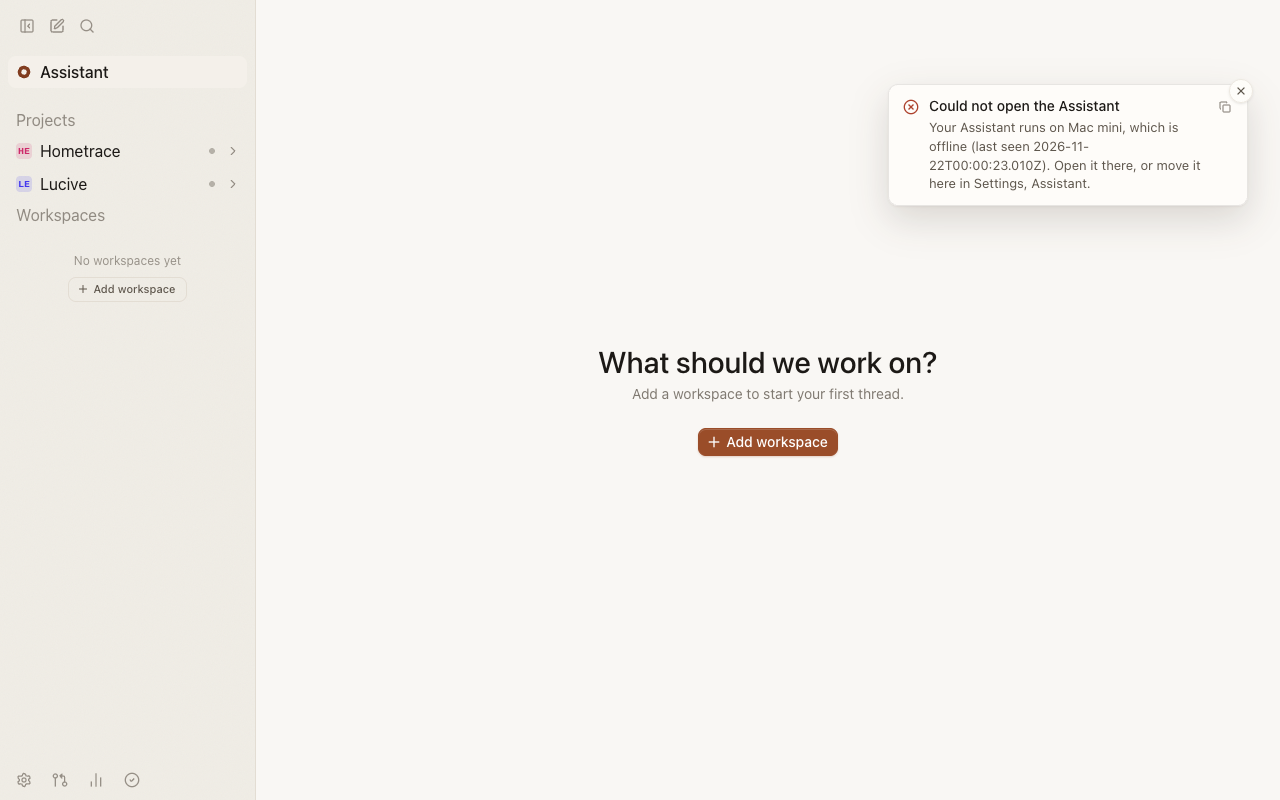 Assistant
Projects
HE Hometrace
LE Lucive
Workspaces
No workspaces yet
Add workspace
Could not open the Assistant
Your Assistant runs on Mac mini, which is
offline (last seen 2026-11-
22T00:00:23.010Z). Open it there, or move it
here in Settings, Assistant.
What should we work on?
Add a workspace to start your first thread.
Add workspace